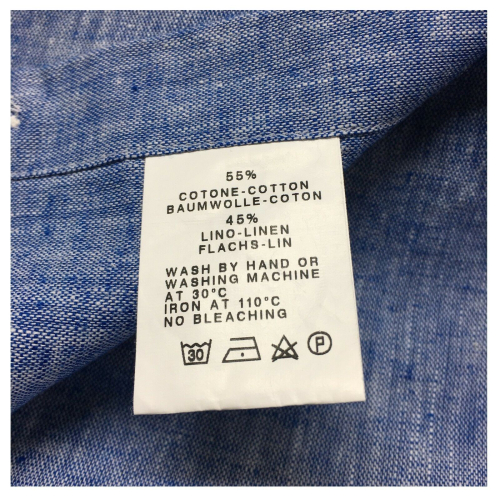 55%
COTONE-COTTON
BAUMWOLLE-COTON
45%
LINO-LINEN
FLACHS-LIN
WASH BY HAND OR
WASHING MACHINE
AT 30°C
IRON AT 110°C
NO BLEACHING
30 P